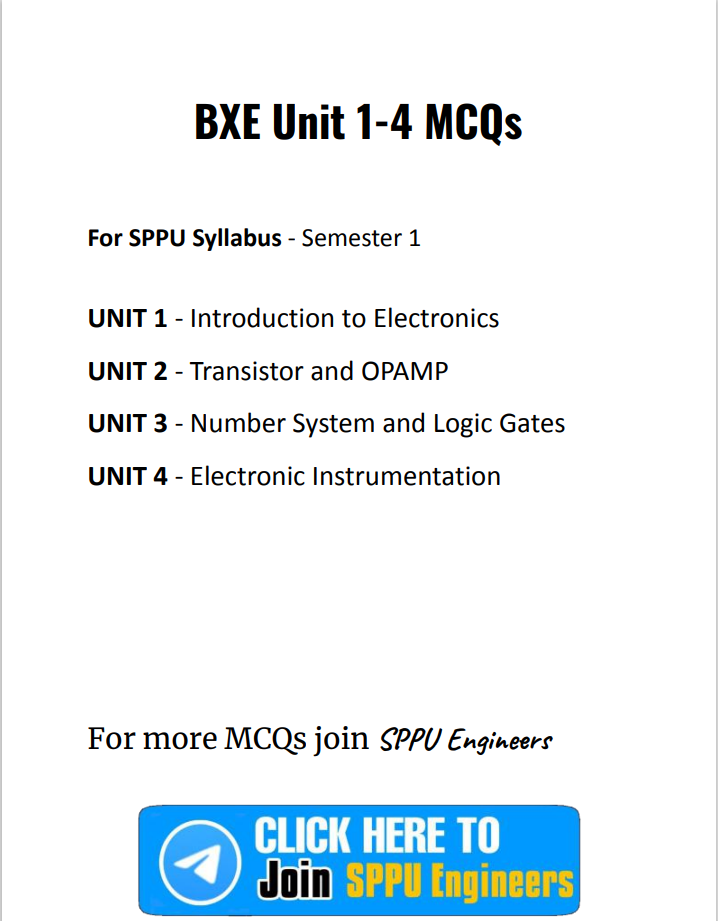 BXE Unit 1-4 MCQs
For SPPU Syllabus - Semester 1
UNIT 1 - Introduction to Electronics
UNIT 2 - Transistor and OPAMP
UNIT 3 - Number System and Logic Gates
UNIT 4 - Electronic Instrumentation
For more MCQs join SPPU Engineers
CLICK HERE TO
Join SPPU Engineers